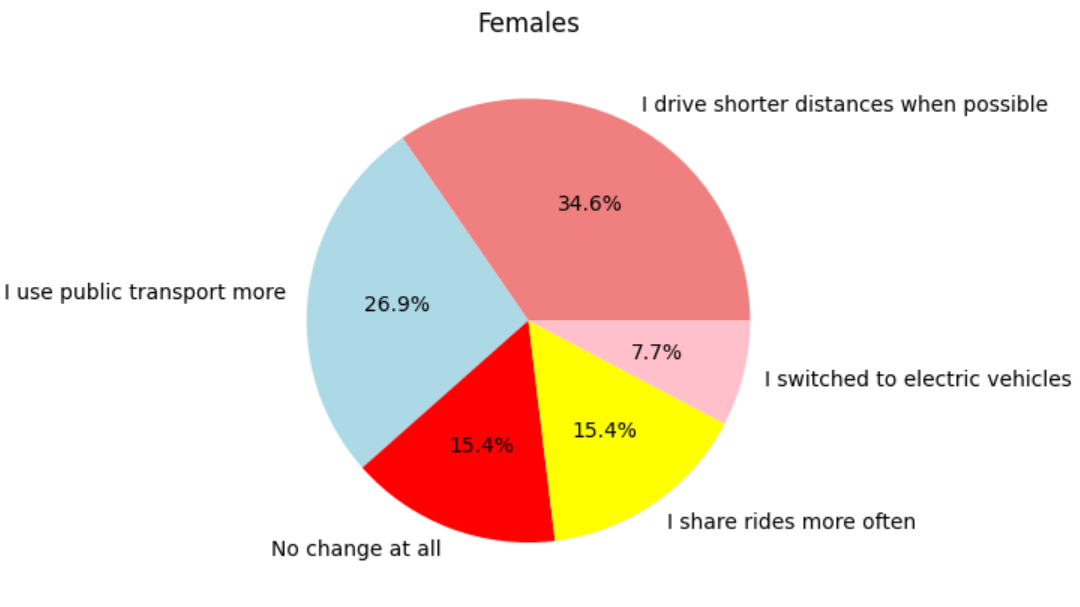 Females
I drive shorter distances when possible
34.6%
I use public transport more
26.9%
7.7%
I switched to electric vehicles
15.4%
15.4%
I share rides more often
No change at all